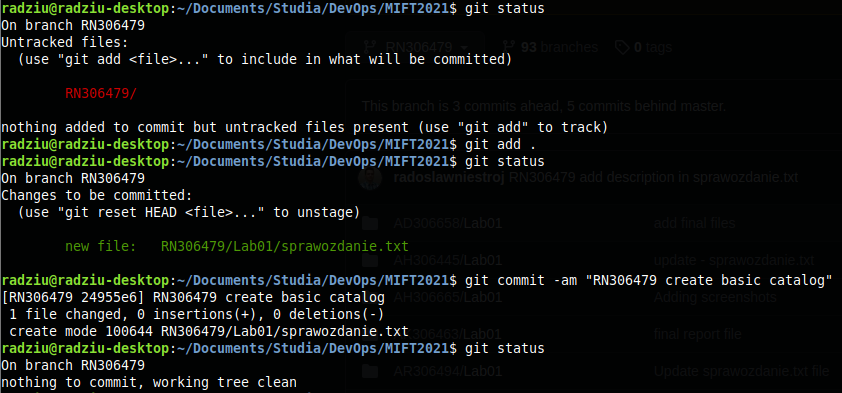 radziu@radziu-desktop:~/Documents/Studia/DevOps/MIFT2021$ git status
On branch RN306479
Untracked files:
  (use "git add <file>..." to include in what will be committed)
RN306479 93 branches 0 tags
        RN306479/
This branch is 3 commits ahead, 5 commits behind master.
nothing added to commit but untracked files present (use "git add" to track)
radziu@radziu-desktop:~/Documents/Studia/DevOps/MIFT2021$ git add .
radziu@radziu-desktop:~/Documents/Studia/DevOps/MIFT2021$ git status
On branch RN306479
radoslawniestroj RN306479 add description in sprawozdanie.txt
Changes to be committed:
  (use "git reset HEAD <file>..." to unstage)
AD306658/Lab01 add final files
        new file:   RN306479/Lab01/sprawozdanie.txt
AH306445/Lab01 update - sprawozdanie.txt
radziu@radziu-desktop:~/Documents/Studia/DevOps/MIFT2021$ git commit -am "RN306479 create basic catalog"
[RN306479 24955e6] RN306479 create basic catalog
AH306665/Lab01 Adding screenshots
 1 file changed, 0 insertions(+), 0 deletions(-)
 create mode 100644 RN306479/Lab01/sprawozdanie.txt
/Lab01 final report file
radziu@radziu-desktop:~/Documents/Studia/DevOps/MIFT2021$ git status
On branch RN306479
AR306494/Lab01 Update sprawozdanie.txt file
nothing to commit, working tree clean